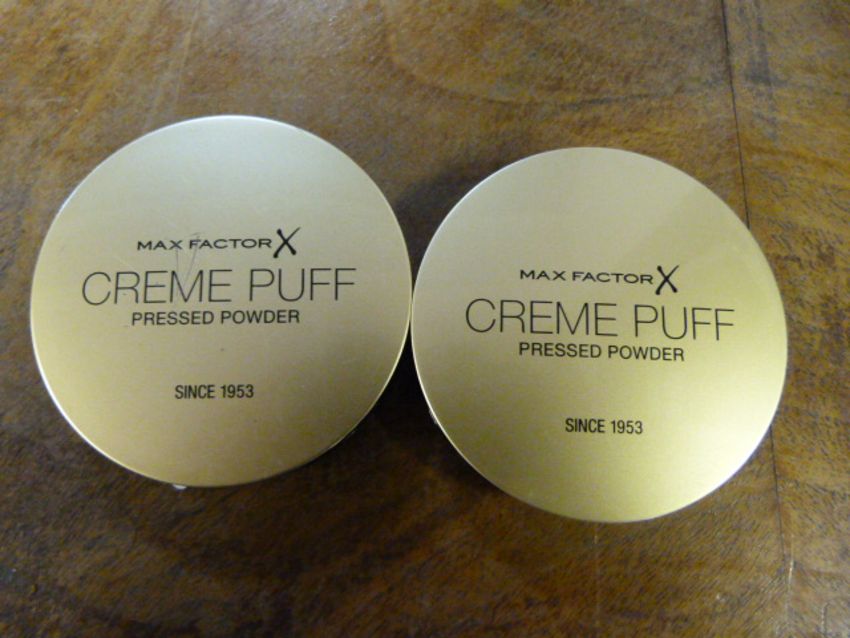 MAX FACTOR X
CREME PUFF
PRESSED POWDER
SINCE 1953
MAX FACTOR X
CREME PUFF
PRESSED POWDER
SINCE 1953